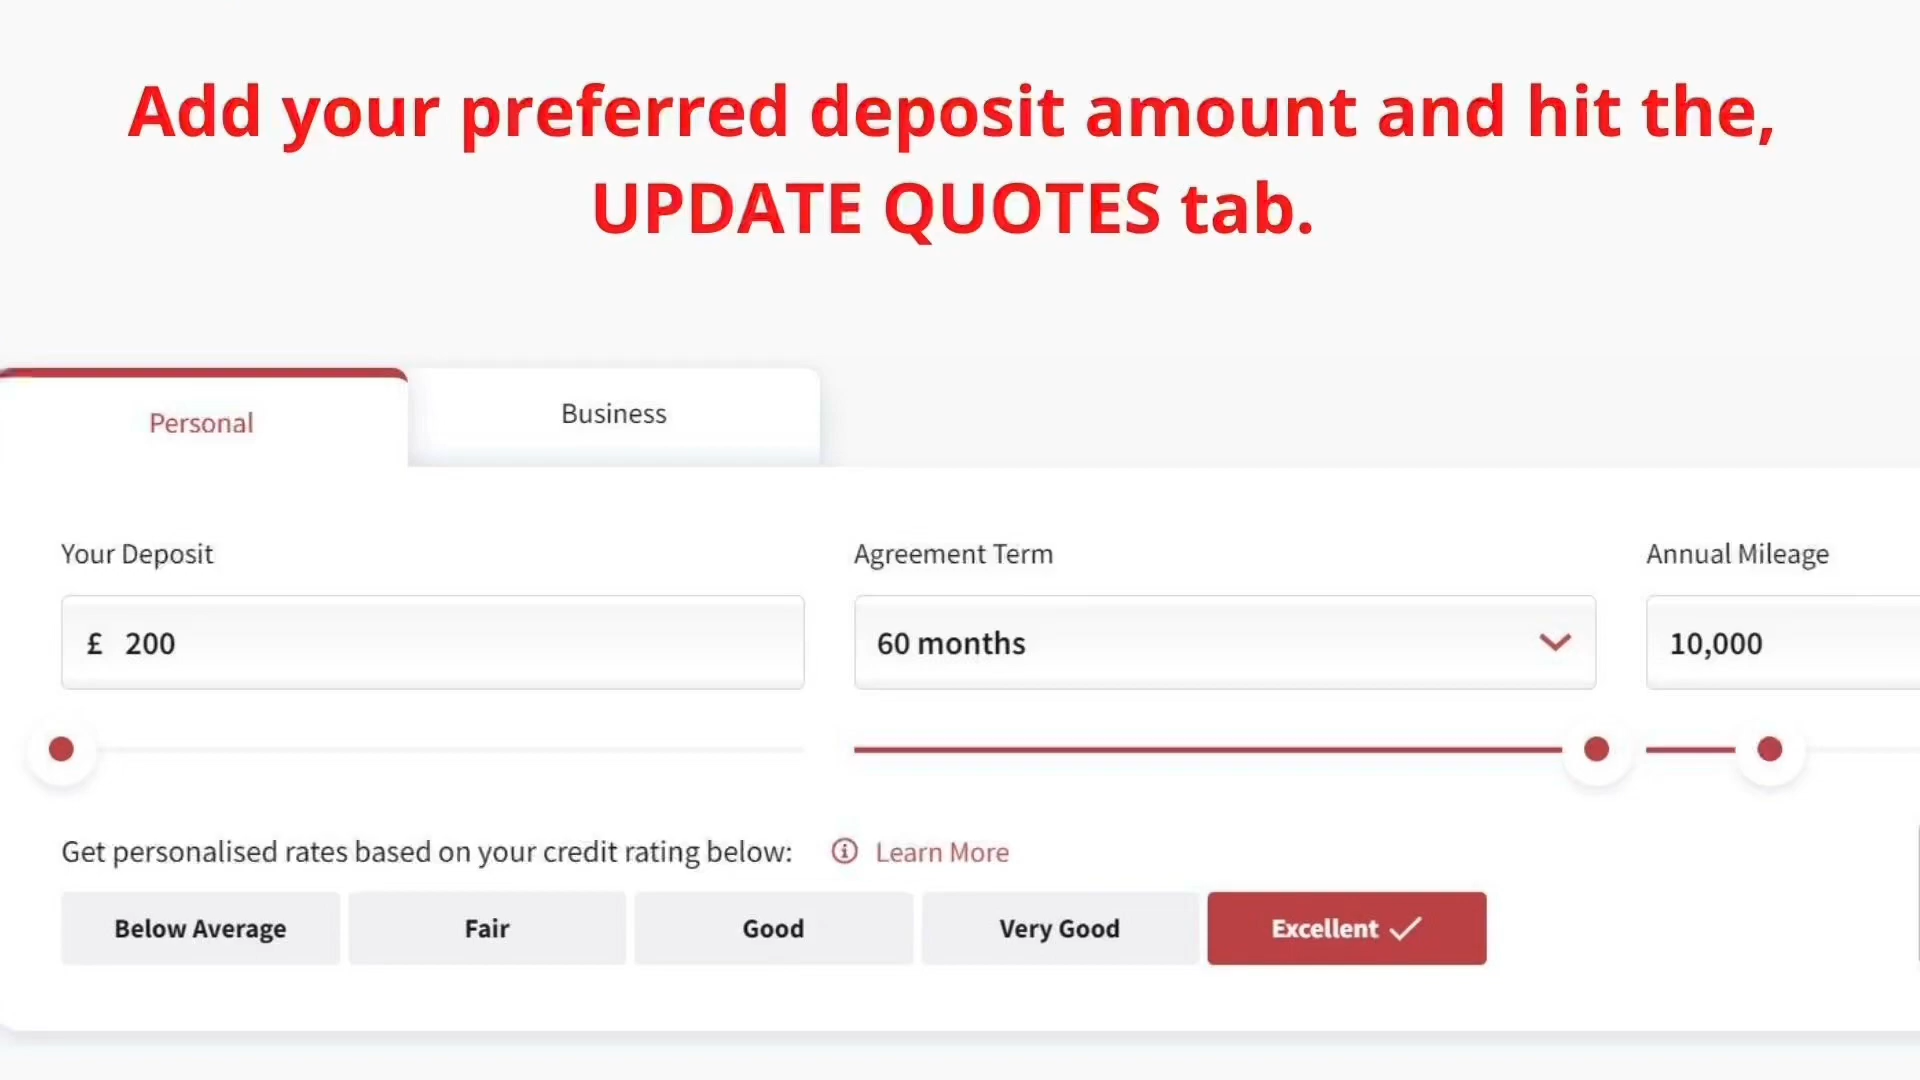 Add your preferred deposit amount and hit the,
UPDATE QUOTES tab.
Personal
Business
Your Deposit
Agreement Term
Annual Mileage
£ 200
60 months
10,000
Get personalised rates based on your credit rating below:
Learn More
Below Average
Fair
Good
Very Good
Excellent